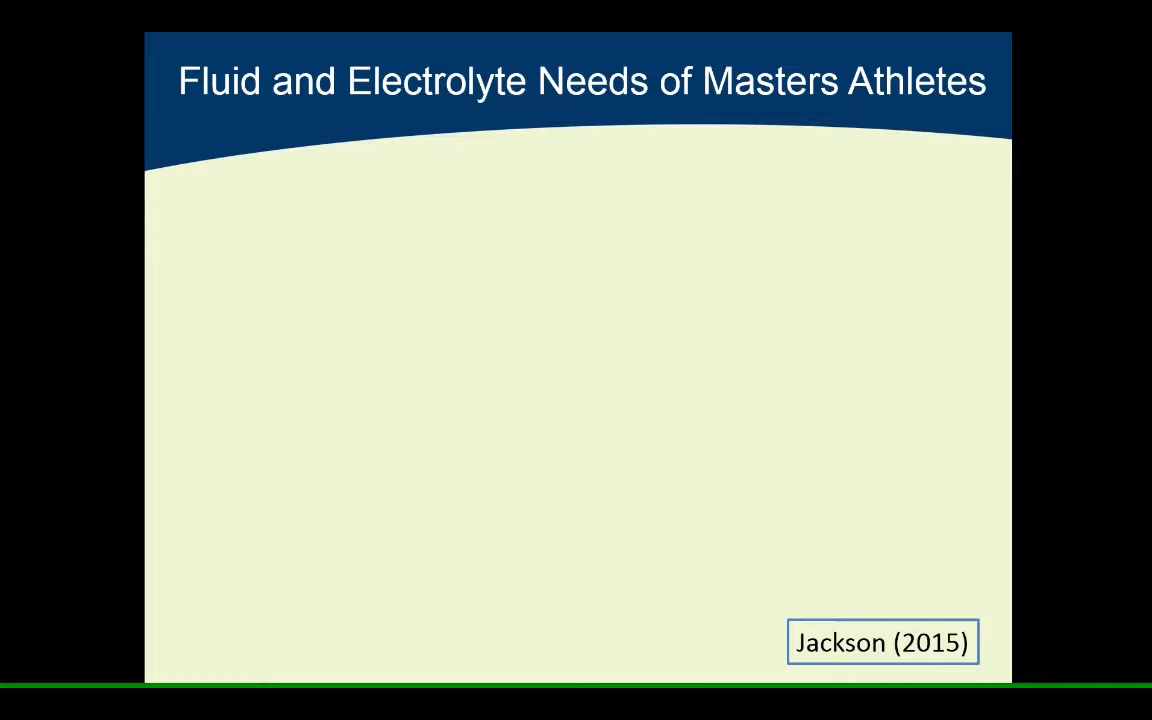 Fluid and Electrolyte Needs of Masters Athletes
Jackson (2015)